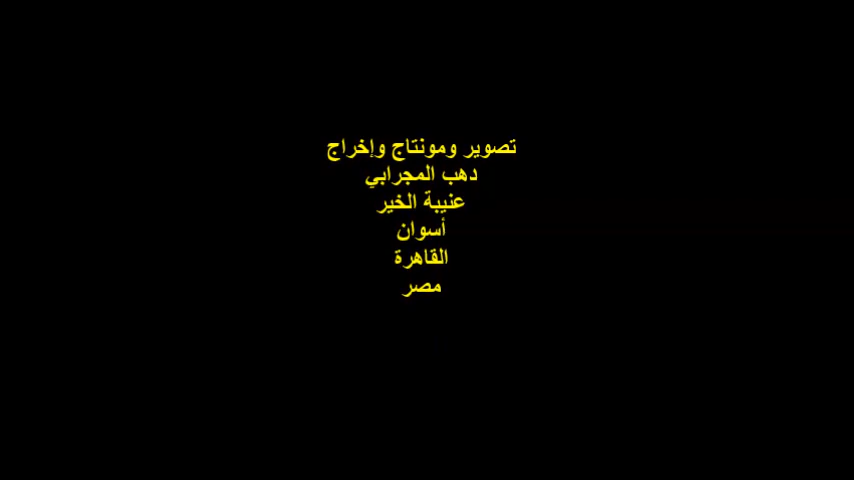 تصوير ومونتاج وإخراج
دهب المجرابي
عنيبة الخير
أسوان
القاهرة
مصر